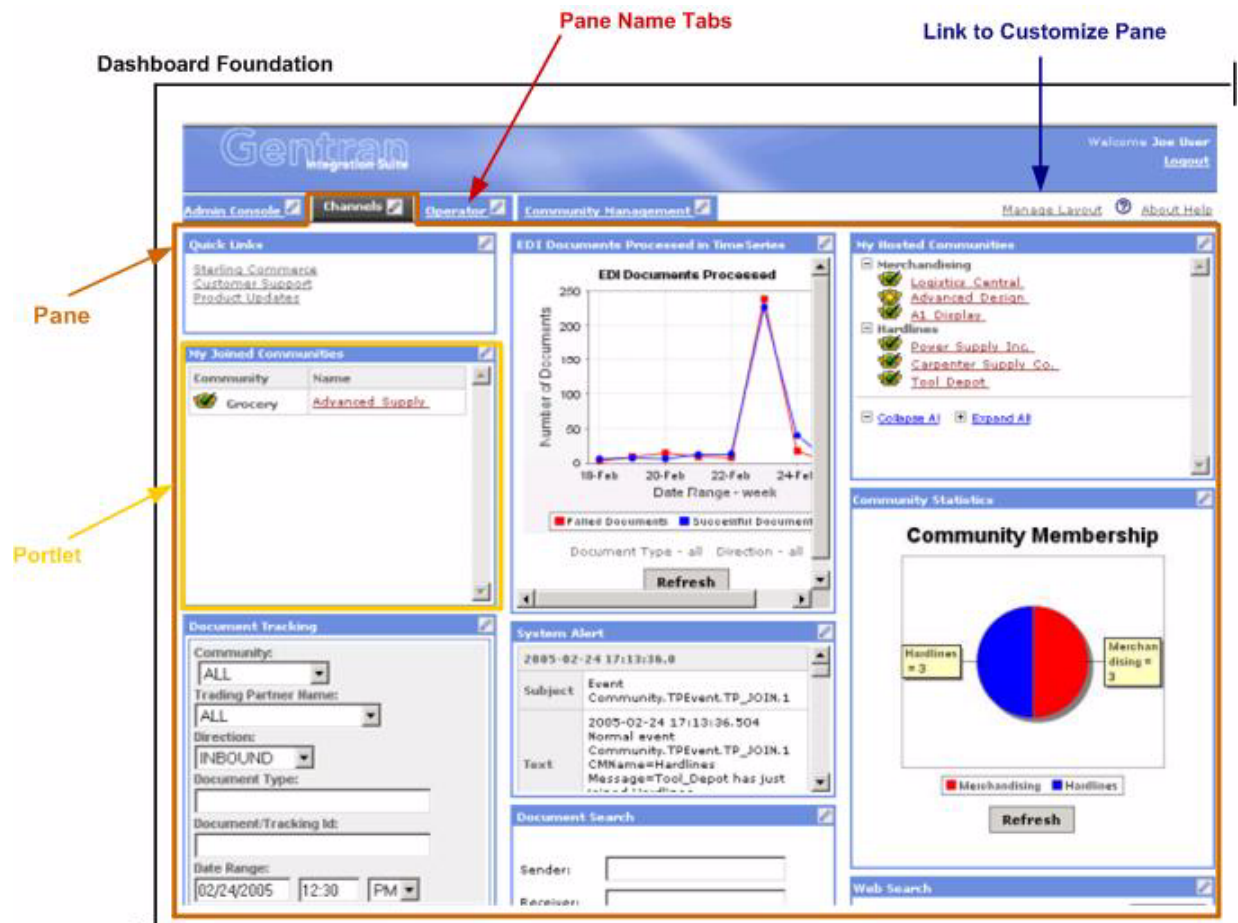 Pane Name Tabs
Link to Customize Pane
Dashboard Foundation
Gentran
Integration Suite
Welcome Joe User
Logout
Admin Console
Channels
Operator
Community Management
Manage Layout
About Help
Pane
Portlet
Quick Links
Sterling Commerce
Customer Support
Product Updates
My Joined Communities
Community Name
Grocery Advanced Supply
Document Tracking
Community:
ALL
Trading Partner Name:
ALL
Direction:
INBOUND
Document Type:
Document/Tracking Id:
Date Range:
02/24/2005 12:30 PM
EDI Documents Processed in TimeSeries
EDI Documents Processed
Number of Documents
250
200
150
100
50
0
18-Feb 20-Feb 22-Feb 24-Fel
Date Range - week
Failed Documents Successful Document
Document Type - all Direction - all
Refresh
System Alert
2005-02-24 17:13:36.0
Subject
Event
Community.TPEvent.TP_JOIN.1
Text
2005-02-24 17:13:36.504
Normal event
Community.TPEvent.TP_JOIN.1
CMName=Hardlines
Message=Tool_Depot has just
joined Hardlines
Document Search
Sender:
Receiver:
My Hosted Communities
Merchandising
Logistics Central
Advanced Design
A1 Display
Hardlines
Power Supply Inc.
Carpenter Supply Co.
Tool Depot
Collapse Al Expand All
Community Statistics
Community Membership
Hardlines
= 3
Merchan
dising =
3
Merchandising Hardlines
Refresh
Web Search